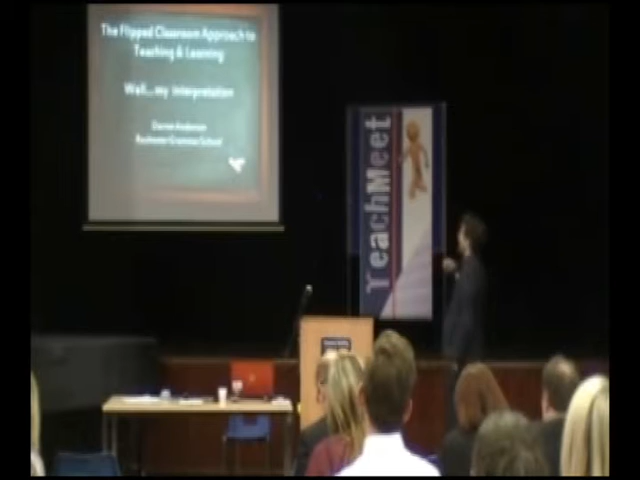 The Flipped Classroom Approach to
Teaching & Learning
Well....my interpretation
Darren Anderson
Rochester Grammar School
TeachMeet